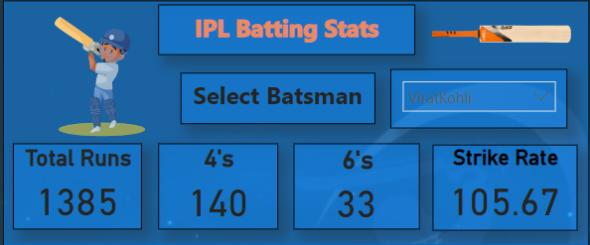 IPL Batting Stats
Select Batsman
ViratKohli
Total Runs
4's
6's
Strike Rate
1385
140
33
105.67